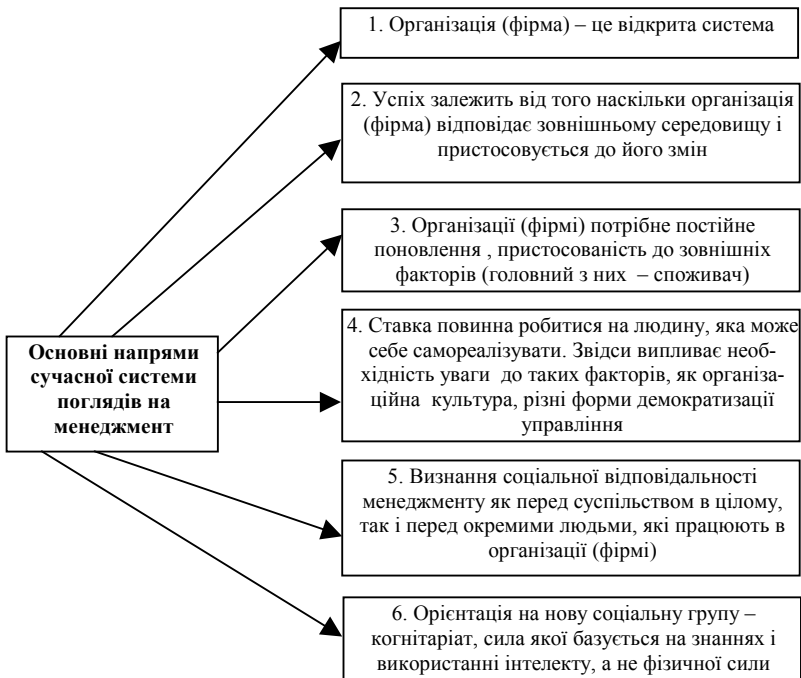 1. Організація (фірма) – це відкрита система
2. Успіх залежить від того наскільки організація
(фірма) відповідає зовнішньому середовищу і
пристосовується до його змін
3. Організації (фірмі) потрібне постійне
поновлення , пристосованість до зовнішніх
факторів (головний з них – споживач)
Основні напрями
сучасної системи
поглядів на
менеджмент
4. Ставка повинна робитися на людину, яка може
себе самореалізувати. Звідси випливає необ-
хідність уваги до таких факторів, як організа-
ційна культура, різні форми демократизації
управління
5. Визнання соціальної відповідальності
менеджменту як перед суспільством в цілому,
так і перед окремими людьми, які працюють в
організації (фірмі)
6. Орієнтація на нову соціальну групу –
когнітаріат, сила якої базується на знаннях і
використанні інтелекту, а не фізичної сили